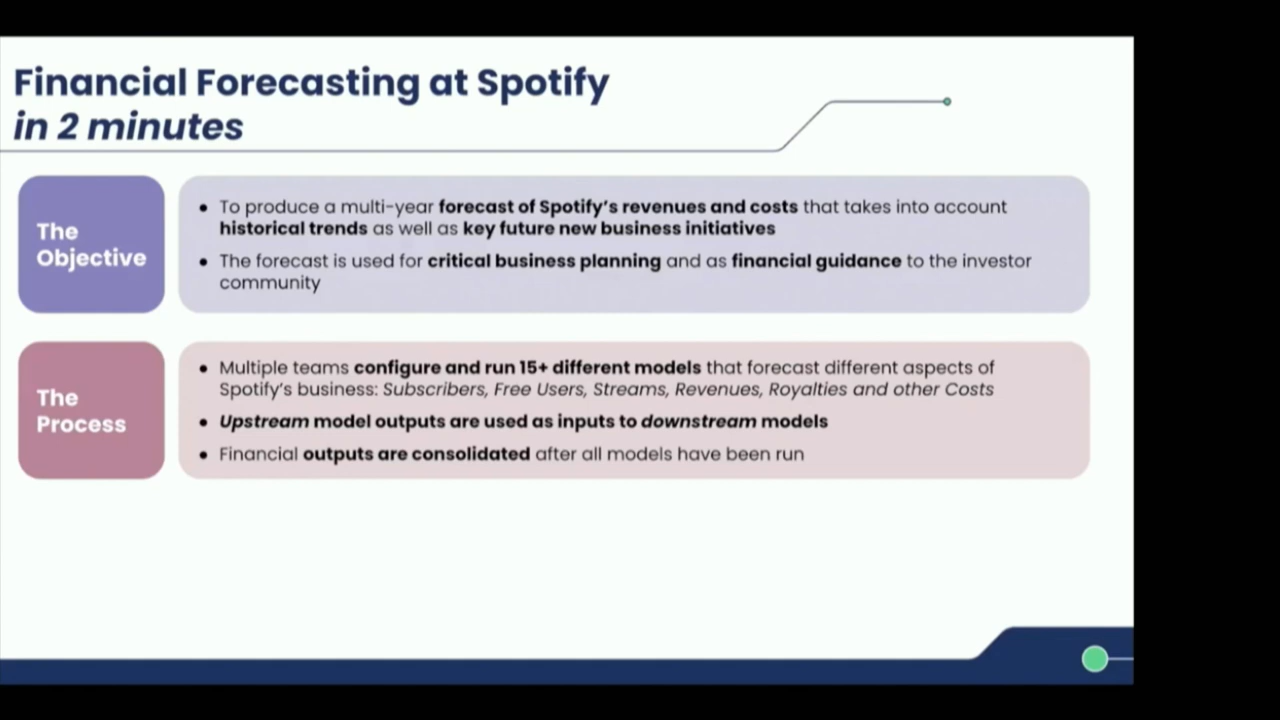 Financial Forecasting at Spotify
in 2 minutes
The
Objective
• To produce a multi-year forecast of Spotify's revenues and costs that takes into account
historical trends as well as key future new business initiatives
• The forecast is used for critical business planning and as financial guidance to the investor
community
The
Process
• Multiple teams configure and run 15+ different models that forecast different aspects of
Spotify's business: Subscribers, Free Users, Streams, Revenues, Royalties and other Costs
• Upstream model outputs are used as inputs to downstream models
• Financial outputs are consolidated after all models have been run